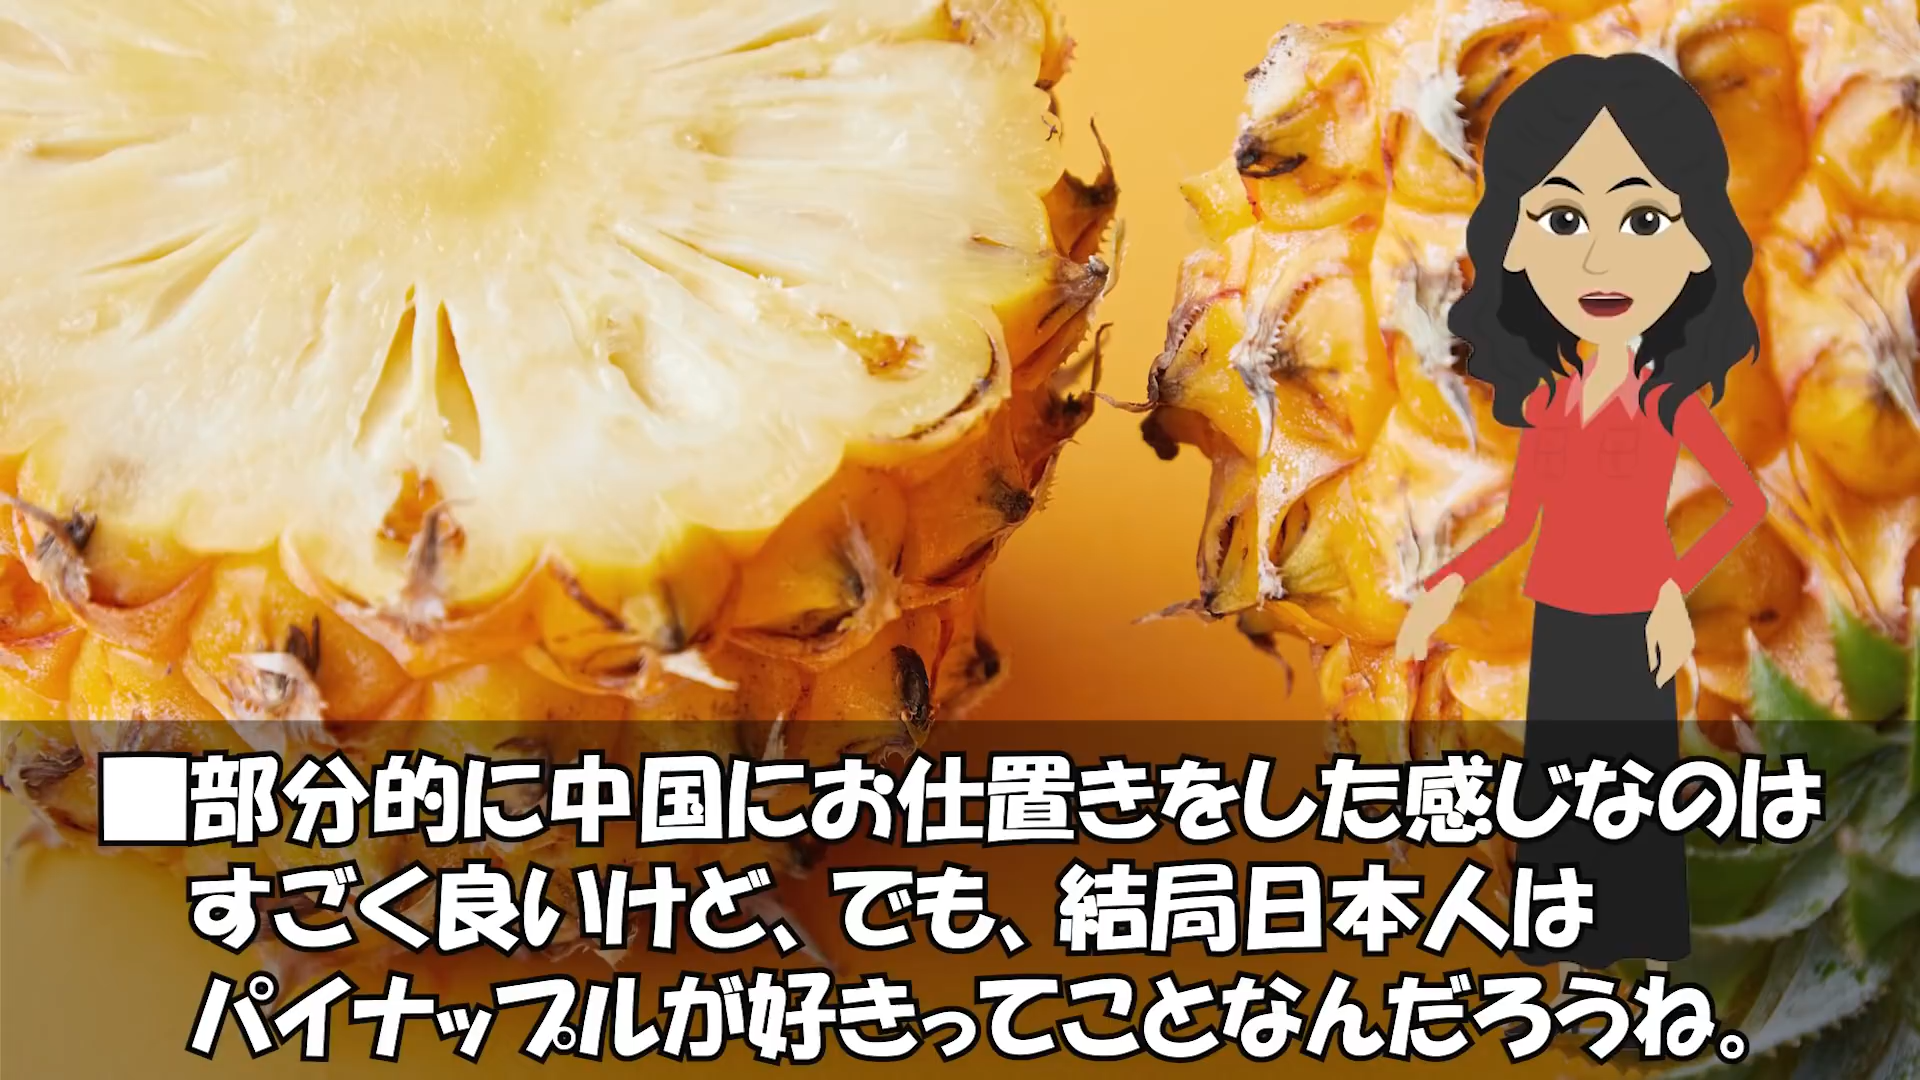 ■部分的に中国にお仕置きをした感じなのは
すごく良いけど、でも、結局日本人は
パイナップルが好きってことなんだろうね。